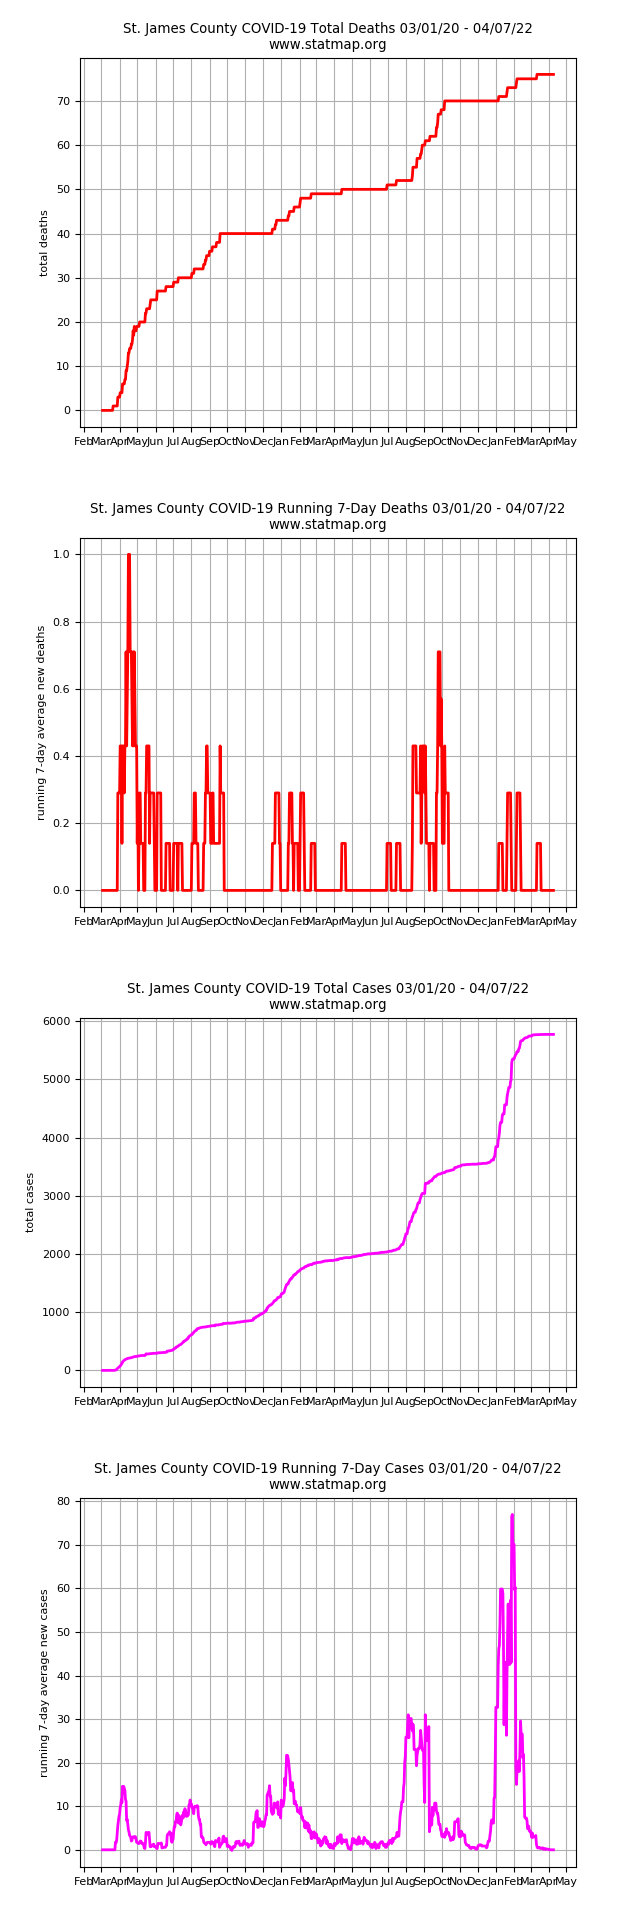 St. James County COVID-19 Total Deaths 03/01/20 - 04/07/22
www.statmap.org
total deaths
70
60
50
40
30
20
10
0
Feb Mar Apr May Jun Jul Aug Sep Oct Nov Dec Jan Feb Mar Apr May Jun Jul Aug Sep Oct Nov Dec Jan Feb Mar Apr May
St. James County COVID-19 Running 7-Day Deaths 03/01/20 - 04/07/22
www.statmap.org
running 7-day average new deaths
1.0
0.8
0.6
0.4
0.2
0.0
Feb Mar Apr May Jun Jul Aug Sep Oct Nov Dec Jan Feb Mar Apr May Jun Jul Aug Sep Oct Nov Dec Jan Feb Mar Apr May
St. James County COVID-19 Total Cases 03/01/20 - 04/07/22
www.statmap.org
total cases
6000
5000
4000
3000
2000
1000
0
Feb Mar Apr May Jun Jul Aug Sep Oct Nov Dec Jan Feb Mar Apr May Jun Jul Aug Sep Oct Nov Dec Jan Feb Mar Apr May
St. James County COVID-19 Running 7-Day Cases 03/01/20 - 04/07/22
www.statmap.org
running 7-day average new cases
80
70
60
50
40
30
20
10
0
Feb Mar Apr May Jun Jul Aug Sep Oct Nov Dec Jan Feb Mar Apr May Jun Jul Aug Sep Oct Nov Dec Jan Feb Mar Apr May